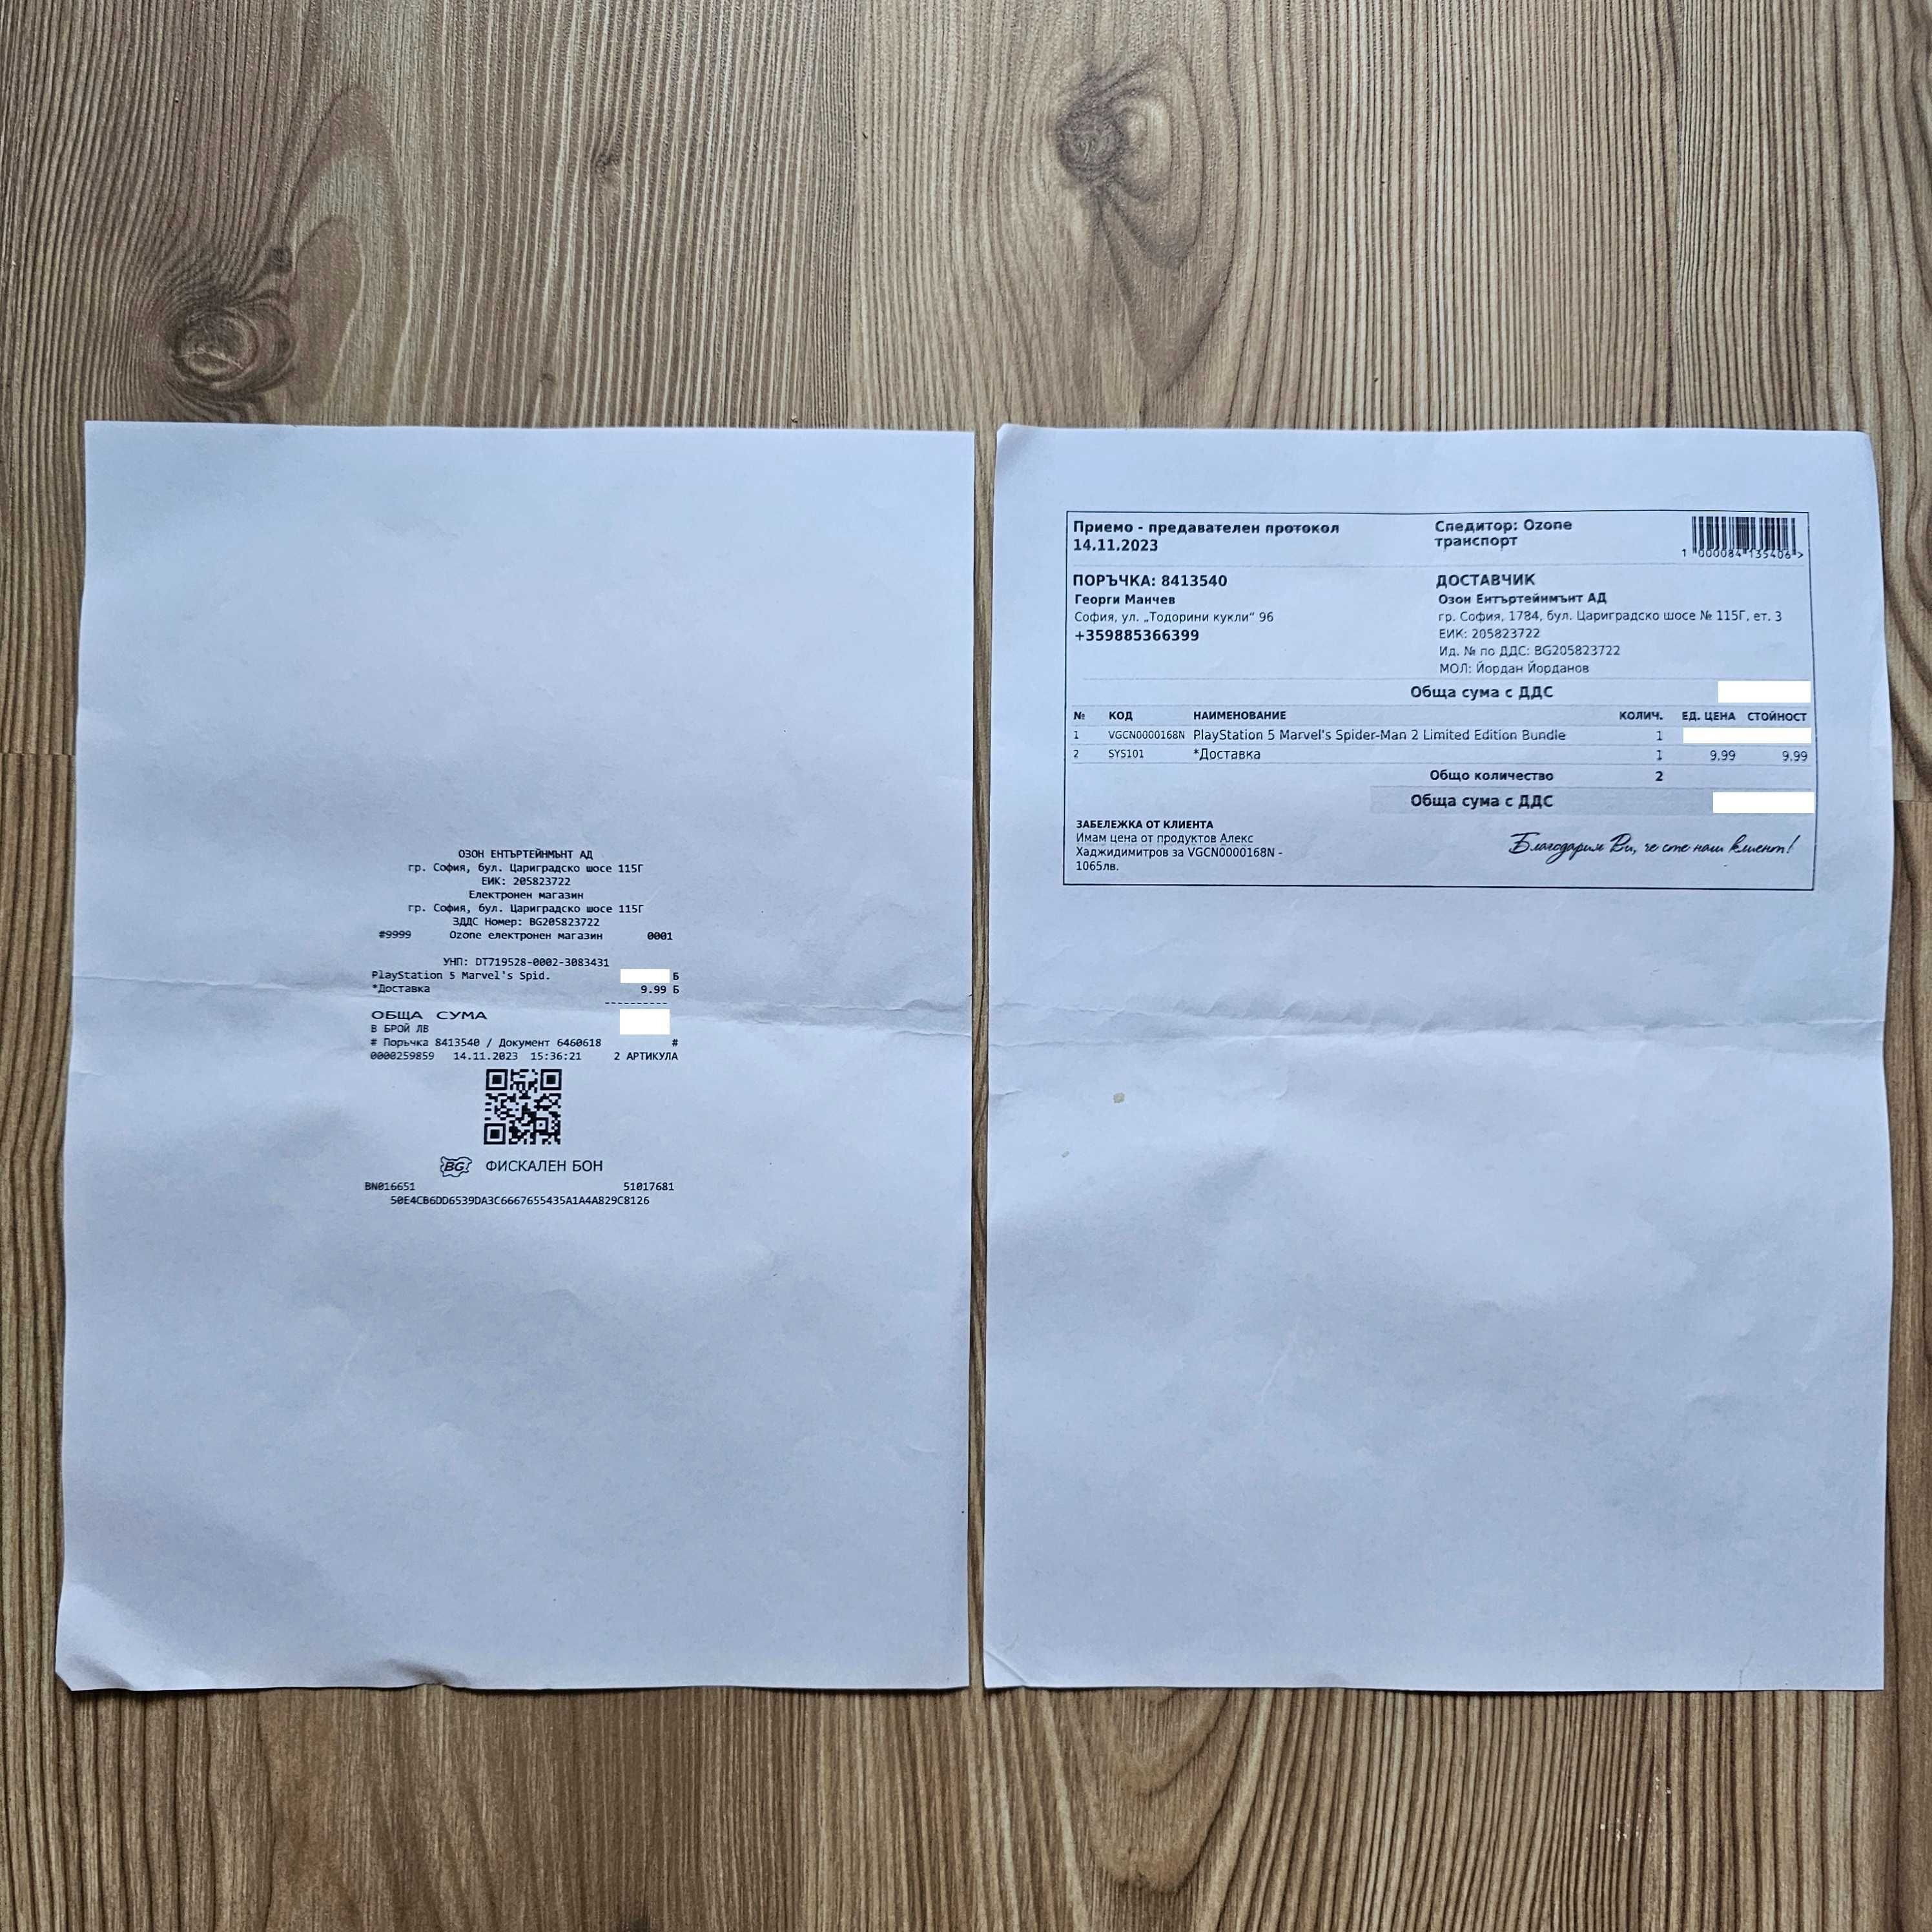 ОЗОН ЕНТЪРТЕЙНМЪНТ АД
гр. София, бул. Цариградско шосе 115Г
ЕИК: 205823722
Електронен магазин
гр. София, бул. Цариградско шосе 115Г
ЗДДС Номер: BG205823722
#9999 Ozone електронен магазин 0001
УНП: DT719528-0002-3083431
PlayStation 5 Marvel's Spid. Б
*Доставка 9.99 Б
----------
ОБЩА СУМА
В БРОЙ ЛВ
# Поръчка 8413540 / Документ 6460618 #
0000259859 14.11.2023 15:36:21 2 АРТИКУЛА
BG ФИСКАЛЕН БОН
BN016651 51017681
50E4CB6DD6539DA3C6667655435A1A4A829C8126
Приемо - предавателен протокол
14.11.2023
Спедитор: Ozone
транспорт
1 000084 135406 >
ПОРЪЧКА: 8413540
Георги Манчев
София, ул. „Тодорини кукли“ 96
+359885366399
ДОСТАВЧИК
Озон Ентъртейнмънт АД
гр. София, 1784, бул. Цариградско шосе № 115Г, ет. 3
ЕИК: 205823722
Ид. № по ДДС: BG205823722
МОЛ: Йордан Йорданов
Обща сума с ДДС
№ КОД НАИМЕНОВАНИЕ КОЛИЧ. ЕД. ЦЕНА СТОЙНОСТ
1 VGCN0000168N PlayStation 5 Marvel's Spider-Man 2 Limited Edition Bundle 1
2 SYS101 *Доставка 1 9.99 9.99
Общо количество 2
Обща сума с ДДС
ЗАБЕЛЕЖКА ОТ КЛИЕНТА
Имам цена от продуктов Алекс
Хаджидимитров за VGCN0000168N -
1065лв.
Благодарим Ви, че сте наш клиент!